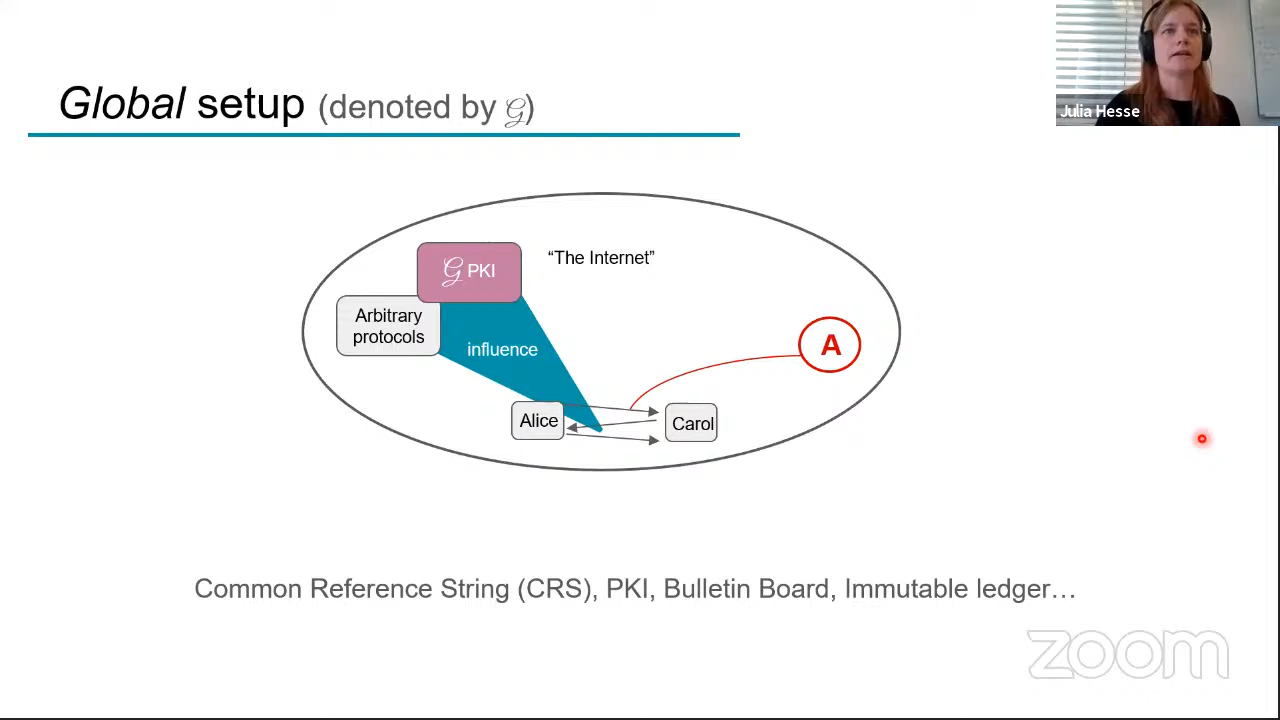 Julia Hesse
Global setup (denoted by 𝒢)
𝒢 PKI
“The Internet”
Arbitrary
protocols
influence
A
Alice
Carol
Common Reference String (CRS), PKI, Bulletin Board, Immutable ledger…
zoom